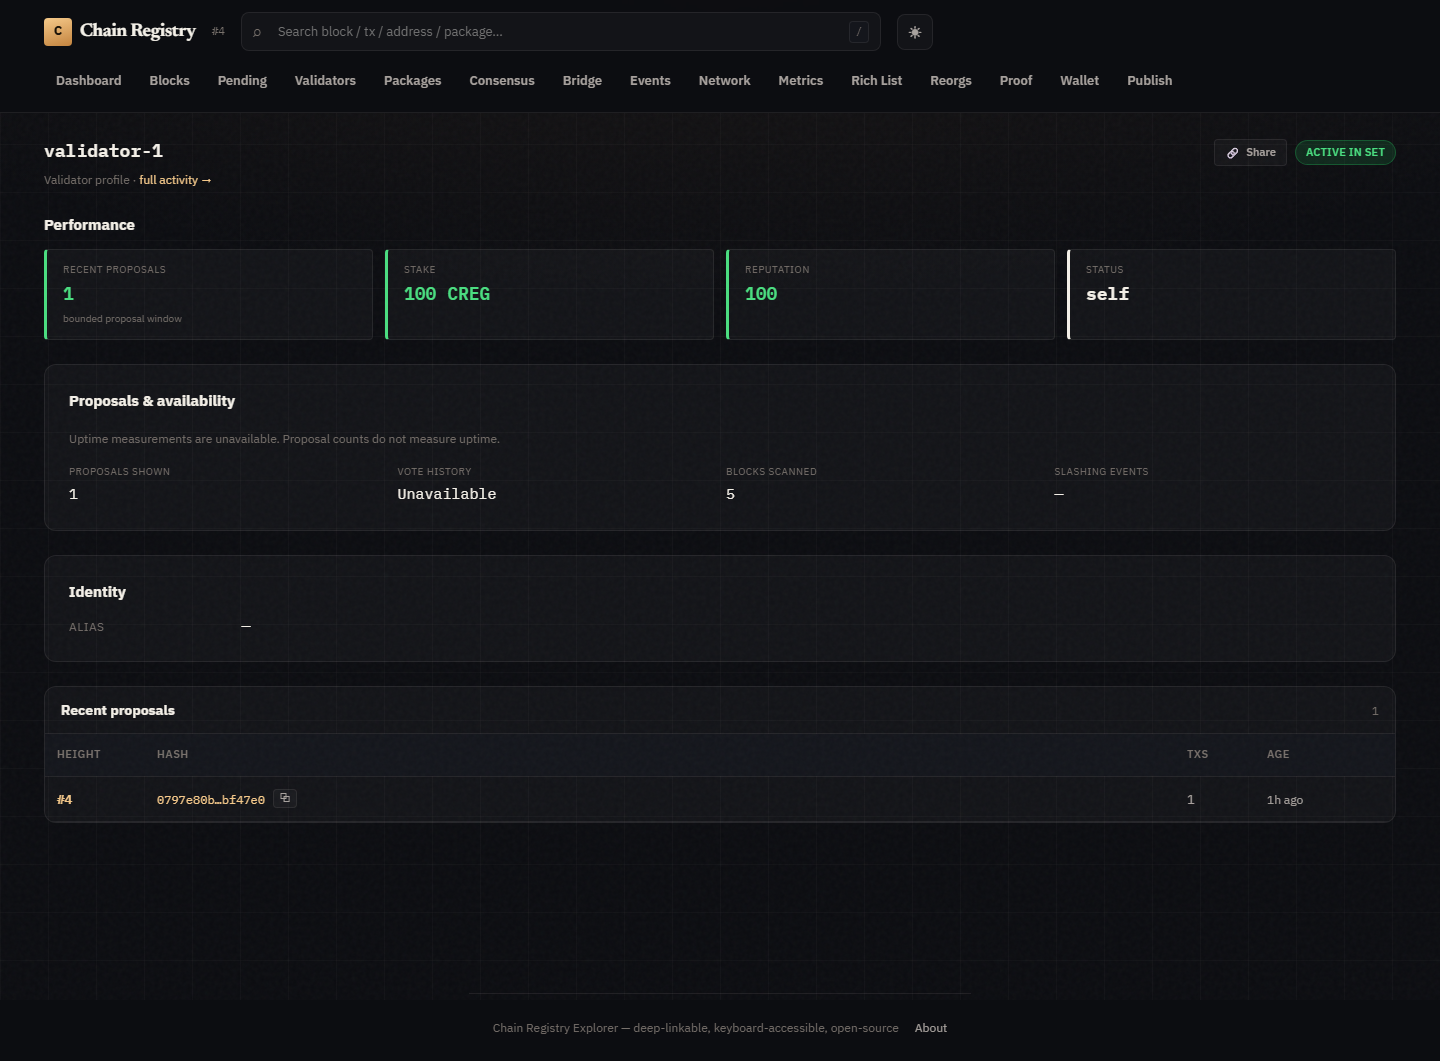 C Chain Registry #4 Search block / tx / address / package... /
Dashboard Blocks Pending Validators Packages Consensus Bridge Events Network Metrics Rich List Reorgs Proof Wallet Publish
validator-1
Share ACTIVE IN SET
Validator profile · full activity →
Performance
RECENT PROPOSALS STAKE REPUTATION STATUS
1 100 CREG 100 self
bounded proposal window
Proposals & availability
Uptime measurements are unavailable. Proposal counts do not measure uptime.
PROPOSALS SHOWN VOTE HISTORY BLOCKS SCANNED SLASHING EVENTS
1 Unavailable 5 —
Identity
ALIAS —
Recent proposals 1
HEIGHT HASH TXS AGE
#4 0797e80b…bf47e0 1 1h ago
Chain Registry Explorer — deep-linkable, keyboard-accessible, open-source About